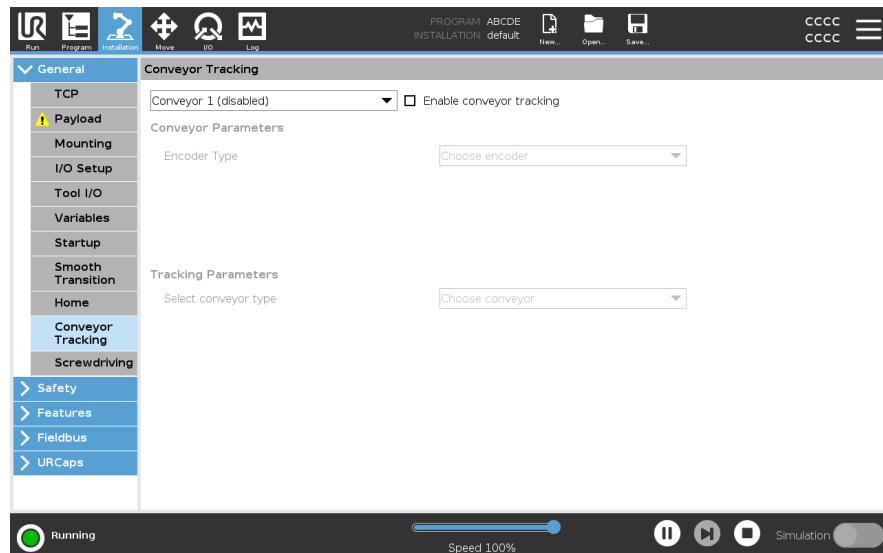 PROGRAM ABCDE
INSTALLATION default
CCCC
CCCC
Run Program Installation Move I/O Log New... Open... Save...
General
Conveyor Tracking
TCP
Conveyor 1 (disabled)
Enable conveyor tracking
Payload
Conveyor Parameters
Mounting
Encoder Type
Choose encoder
I/O Setup
Tool I/O
Variables
Startup
Smooth
Transition
Tracking Parameters
Home
Select conveyor type
Choose conveyor
Conveyor
Tracking
Screwdriving
Safety
Features
Fieldbus
URCaps
Running
Speed 100%
Simulation